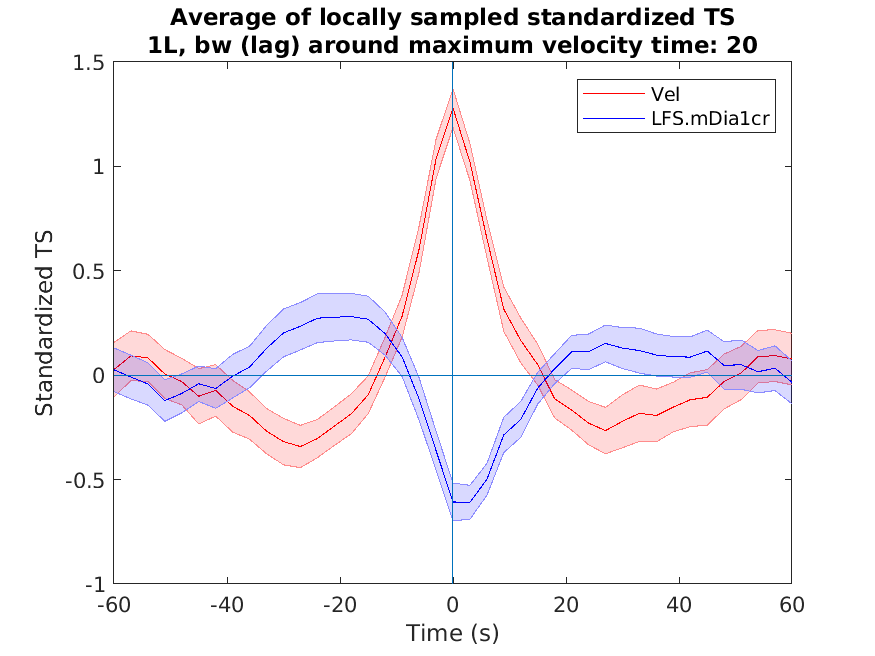 Average of locally sampled standardized TS
1L, bw (lag) around maximum velocity time: 20
1.5
Vel
LFS.mDia1cr
1
0.5
0
-0.5
-1
Standardized TS
-60
-40
-20
0
20
40
60
Time (s)